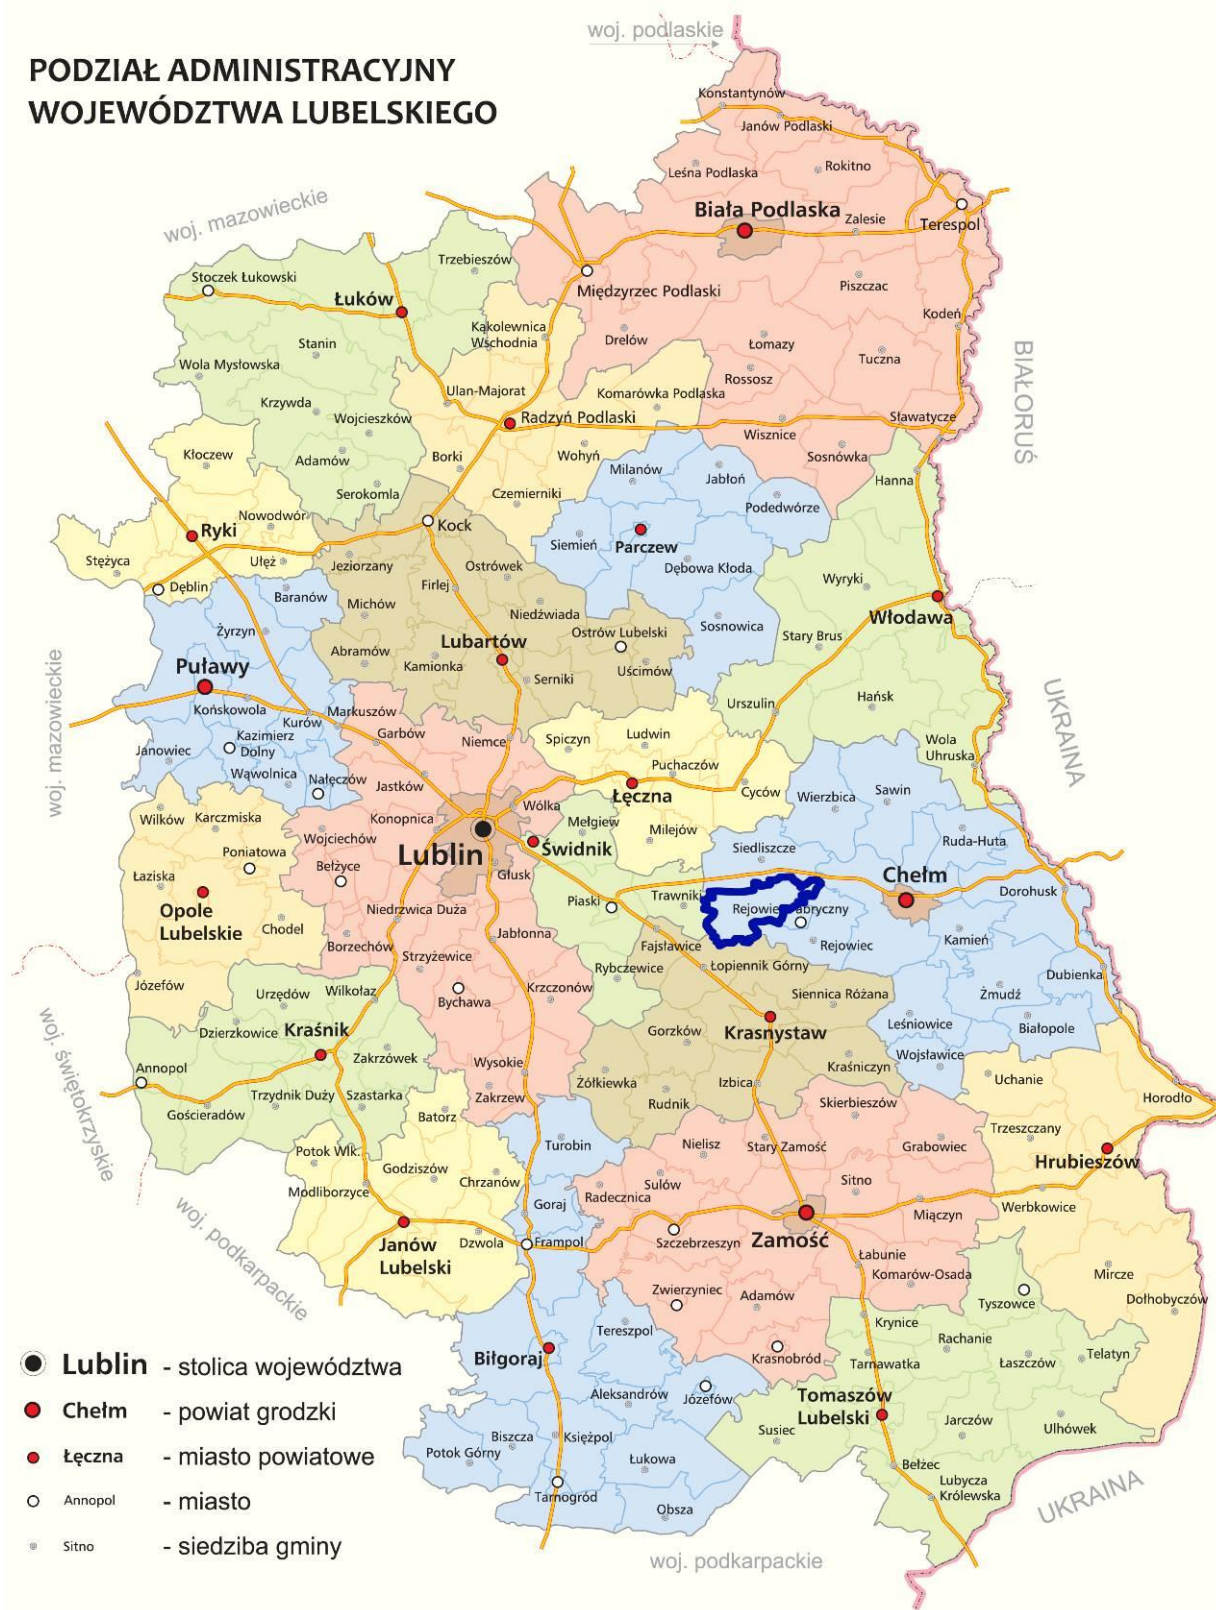 woj. podlaskie
PODZIAŁ ADMINISTRACYJNY
WOJEWÓDZTWA LUBELSKIEGO
Konstantynów
Janów Podlaski
Leśna Podlaska
Rokitno
woj. mazowieckie
Biała Podlaska
Zalesie
Terespol
Trzebieszów
Stoczek Łukowski
Łuków
Międzyrzec Podlaski
Piszczac
Kodeń
Kąkolewnica
Wschodnia
Drelów
Łomazy
Tuczna
BIAŁORUŚ
Stanin
Wola Mysłowska
Rossosz
Ulan-Majorat
Komarówka Podlaska
Krzywda
Wojcieszków
Radzyń Podlaski
Sławatycze
Wisznice
Kłoczew
Adamów
Borki
Wohyń
Sosnówka
Milanów
Jabłoń
Hanna
Serokomla
Czemierniki
Podedwórze
Nowodwór
Ryki
Kock
Siemień
Parczew
Stężyca
Ułęż
Jeziorzany
Ostrówek
Dębowa Kłoda
Dęblin
Baranów
Firlej
Wyryki
Michów
Niedźwiada
Włodawa
Żyrzyn
Ostrów Lubelski
Sosnowica
Stary Brus
Lubartów
Abramów
Kamionka
Uścimów
Puławy
Serniki
woj. mazowieckie
Hańsk
UKRAINA
Końskowola
Markuszów
Urszulin
Kurów
Garbów
Niemce
Spiczyn
Ludwin
Kazimierz
Dolny
Janowiec
Wola
Uhruska
Wąwolnica
Nałęczów
Jastków
Puchaczów
Łęczna
Cyców
Wierzbica
Sawin
Wilków
Karczmiska
Konopnica
Wólka
Mełgiew
Milejów
Wojciechów
Ruda-Huta
Poniatowa
Bełżyce
Lublin
Świdnik
Siedliszcze
Głusk
Łaziska
Chełm
Dorohusk
Piaski
Trawniki
Opole
Lubelskie
Niedrzwica Duża
Chodel
Jabłonna
Kamień
Borzechów
Fajsławice
Rejowiec
Strzyżewice
Rybczewice
Łopiennik Górny
Dubienka
Józefów
Urzędów
Wilkołaz
Bychawa
Krzczonów
Siennica Różana
Żmudź
Dzierzkowice
Kraśnik
Gorzków
Krasnystaw
Leśniowice
Białopole
woj. świętokrzyskie
Zakrzówek
Wysokie
Wojsławice
Annopol
Żółkiewka
Izbica
Kraśniczyn
Uchanie
Trzydnik Duży
Szastarka
Zakrzew
Rudnik
Skierbieszów
Horodło
Gościeradów
Batorz
Trzeszczany
Turobin
Nielisz
Stary Zamość
Grabowiec
Potok Wlk.
Godziszów
Hrubieszów
Chrzanów
Sulów
Sitno
Modliborzyce
Radecznica
Goraj
Miączyn
Werbkowice
woj. podkarpackie
Janów
Lubelski
Dzwola
Frampol
Szczebrzeszyn
Zamość
Łabunie
Komarów-Osada
Mircze
Zwierzyniec
Adamów
Tyszowce
Dołhobyczów
Krynice
Tereszpol
Rachanie
Biłgoraj
Krasnobród
Tarnawatka
Łaszczów
Telatyn
Aleksandrów
Józefów
Tomaszów
Lubelski
Jarczów
Ulhówek
Susiec
Biszcza
Księżpol
Potok Górny
Łukowa
Bełżec
Lubycza
Królewska
Tarnogród
Obsza
UKRAINA
woj. podkarpackie
Lublin - stolica województwa
Chełm - powiat grodzki
Łęczna - miasto powiatowe
Annopol - miasto
Sitno - siedziba gminy